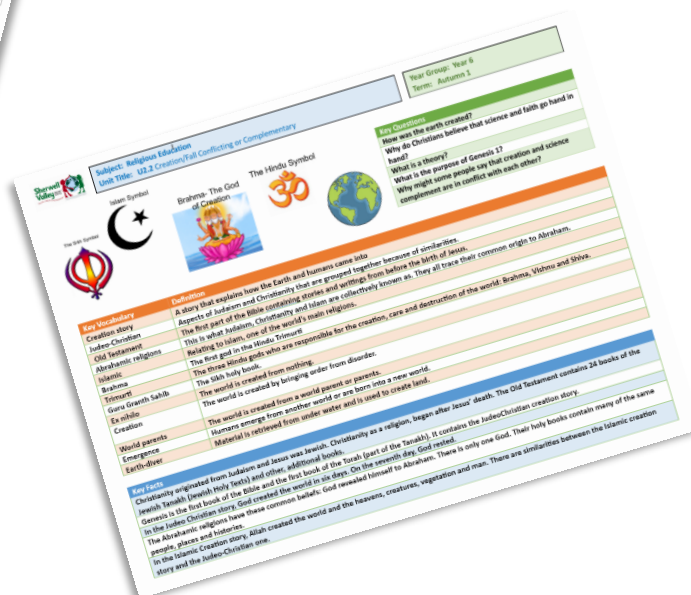 Sherwell
Valley
Subject: Religious Education
Unit Title: U2.2 Creation/Fall Conflicting or Complementary
Year Group: Year 6
Term: Autumn 1
The Sikh Symbol
Islam Symbol
Brahma- The God
of Creation
The Hindu Symbol
Key Questions
How was the earth created?
Why do Christians believe that science and faith go hand in
hand?
What is a theory?
What is the purpose of Genesis 1?
Why might some people say that creation and science
complement are in conflict with each other?
Key Vocabulary Definition
Creation story A story that explains how the Earth and humans came into
Judeo-Christian Aspects of Judaism and Christianity that are grouped together because of similarities.
Old Testament The first part of the Bible containing stories and writings from before the birth of Jesus.
Abrahamic religions This is what Judaism, Christianity and Islam are collectively known as. They all trace their common origin to Abraham.
Islamic Relating to Islam, one of the world's main religions.
Brahma The first god in the Hindu Trimurti
Trimurti The three Hindu gods who are responsible for the creation, care and destruction of the world: Brahma, Vishnu and Shiva.
Guru Granth Sahib The Sikh holy book.
Ex nihilo The world is created from nothing.
Creation The world is created by bringing order from disorder.
World parents The world is created from a world parent or parents.
Emergence Humans emerge from another world or are born into a new world.
Earth-diver Material is retrieved from under water and is used to create land.
Key Facts
Christianity originated from Judaism and Jesus was Jewish. Christianity as a religion, began after Jesus' death. The Old Testament contains 24 books of the
Jewish Tanakh (Jewish Holy Texts) and other, additional books.
Genesis is the first book of the Bible and the first book of the Torah (part of the Tanakh). It contains the JudeoChristian creation story.
In the Judeo Christian story, God created the world in six days. On the seventh day, God rested.
The Abrahamic religions have these common beliefs: God revealed himself to Abraham. There is only one God. Their holy books contain many of the same
people, places and histories.
In the Islamic Creation story, Allah created the world and the heavens, creatures, vegetation and man. There are similarities between the Islamic creation
story and the Judeo-Christian one.